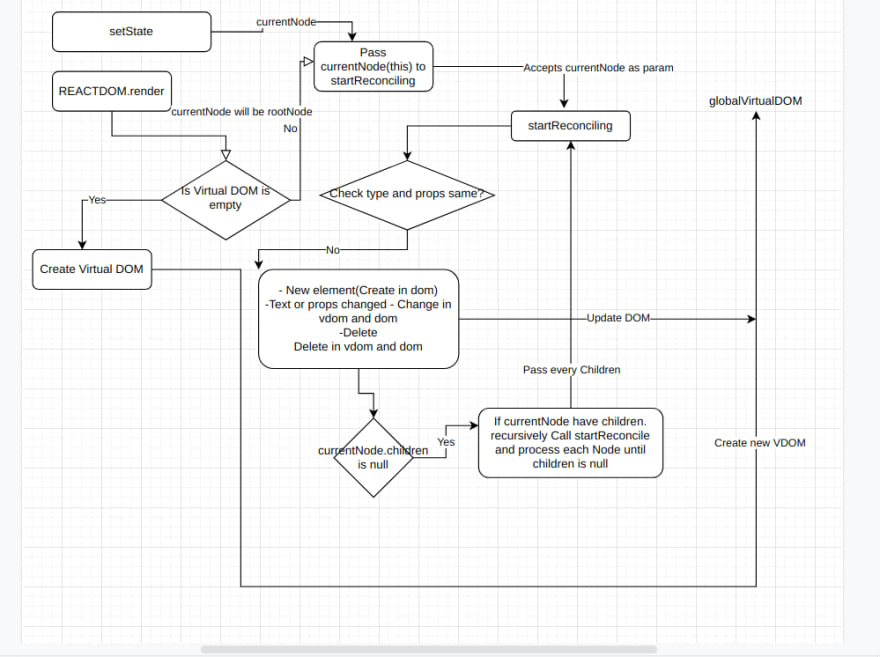 setState
currentNode
Pass
currentNode(this) to
startReconciling
Accepts currentNode as param
REACTDOM.render
currentNode will be rootNode
No
startReconciling
globalVirtualDOM
Is Virtual DOM is
empty
Check type and props same?
Yes
No
Create Virtual DOM
- New element(Create in dom)
-Text or props changed - Change in
vdom and dom
-Delete
Delete in vdom and dom
Update DOM
Pass every Children
currentNode.children
is null
Yes
If currentNode have children.
recursively Call startReconcile
and process each Node until
children is null
Create new VDOM